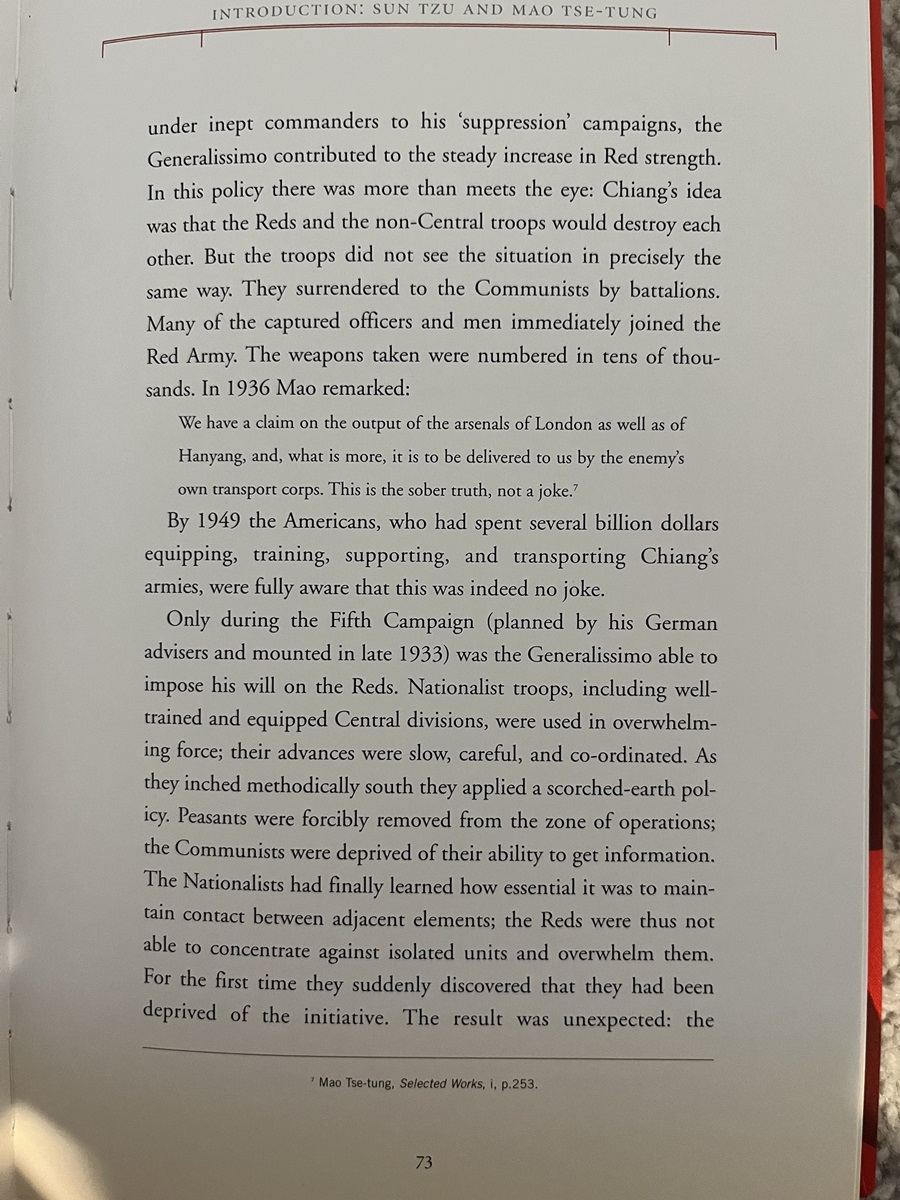 INTRODUCTION: SUN TZU AND MAO TSE-TUNG
under inept commanders to his ‘suppression’ campaigns, the
Generalissimo contributed to the steady increase in Red strength.
In this policy there was more than meets the eye: Chiang’s idea
was that the Reds and the non-Central troops would destroy each
other. But the troops did not see the situation in precisely the
same way. They surrendered to the Communists by battalions.
Many of the captured officers and men immediately joined the
Red Army. The weapons taken were numbered in tens of thou-
sands. In 1936 Mao remarked:
We have a claim on the output of the arsenals of London as well as of
Hanyang, and, what is more, it is to be delivered to us by the enemy’s
own transport corps. This is the sober truth, not a joke.⁷
By 1949 the Americans, who had spent several billion dollars
equipping, training, supporting, and transporting Chiang’s
armies, were fully aware that this was indeed no joke.
Only during the Fifth Campaign (planned by his German
advisers and mounted in late 1933) was the Generalissimo able to
impose his will on the Reds. Nationalist troops, including well-
trained and equipped Central divisions, were used in overwhelm-
ing force; their advances were slow, careful, and co-ordinated. As
they inched methodically south they applied a scorched-earth pol-
icy. Peasants were forcibly removed from the zone of operations;
the Communists were deprived of their ability to get information.
The Nationalists had finally learned how essential it was to main-
tain contact between adjacent elements; the Reds were thus not
able to concentrate against isolated units and overwhelm them.
For the first time they suddenly discovered that they had been
deprived of the initiative. The result was unexpected: the
⁷ Mao Tse-tung, Selected Works, i, p.253.
73